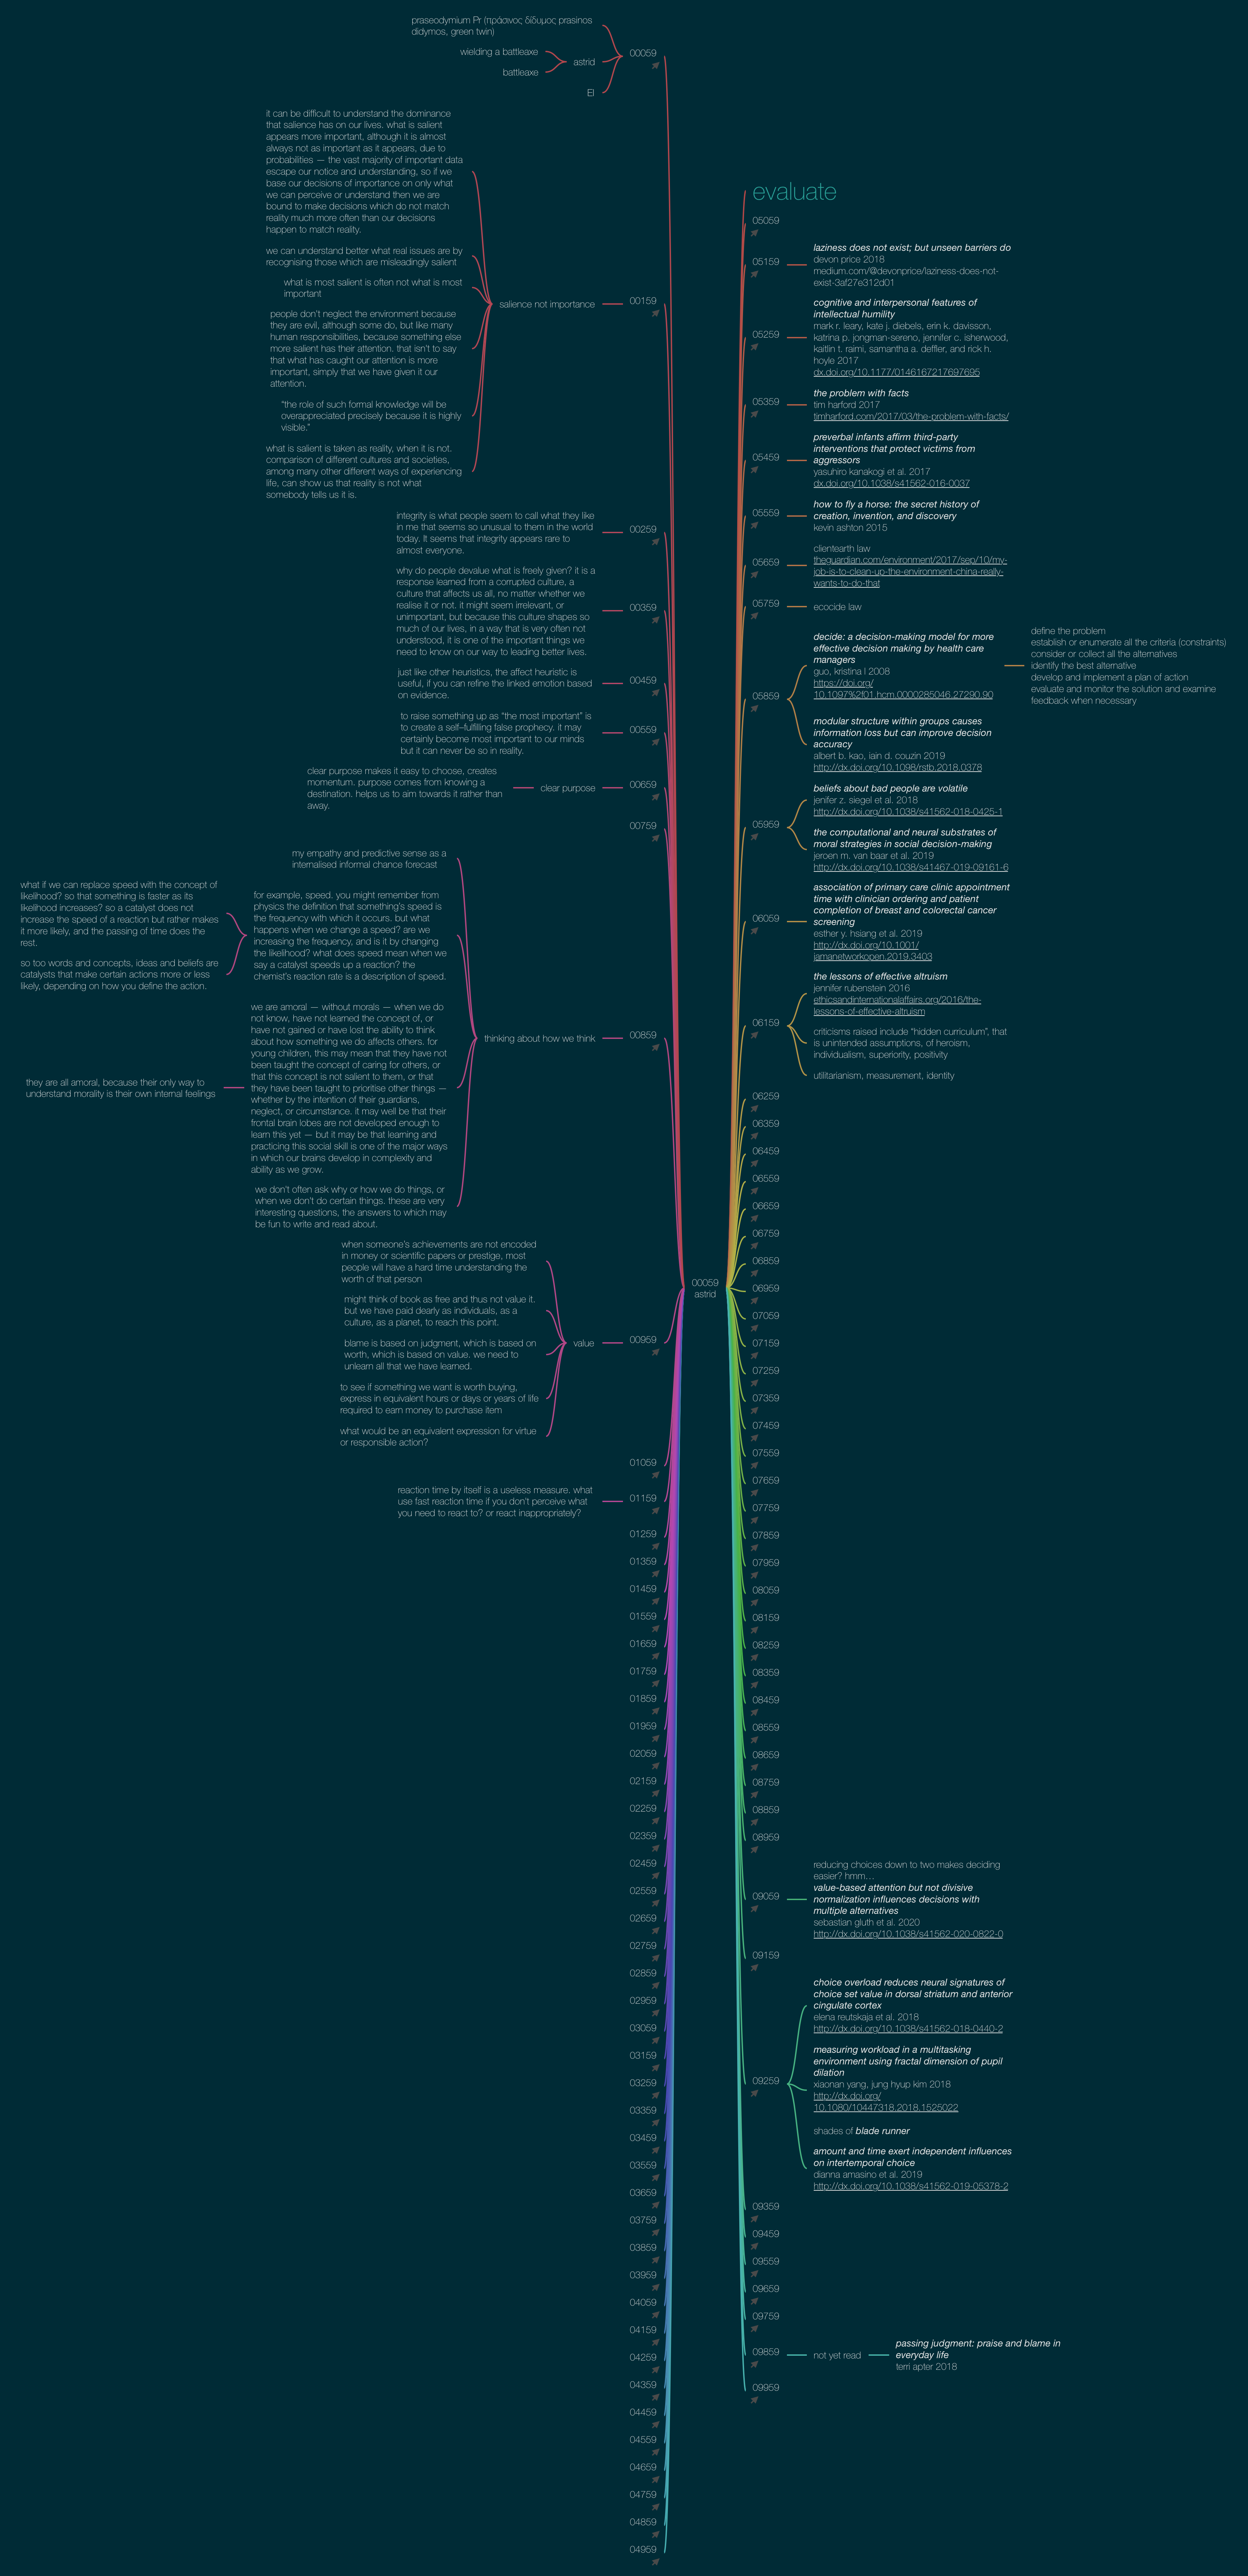 praseodymium Pr (πράσινος δίδυμος prasinos
didymos, green twin)
wielding a battleaxe
battleaxe
astrid
EI
00059
it can be difficult to understand the dominance
that salience has on our lives. what is salient
appears more important, although it is almost
always not as important as it appears, due to
probabilities — the vast majority of important data
escape our notice and understanding, so if we
base our decisions of importance on only what
we can perceive or understand then we are
bound to make decisions which do not match
reality much more often than our decisions
happen to match reality.
we can understand better what real issues are by
recognising those which are misleadingly salient
what is most salient is often not what is most
important
people don't neglect the environment because
they are evil, although some do, but like many
human responsibilities, because something else
more salient has their attention. that isn't to say
that what has caught our attention is more
important, simply that we have given it our
attention.
“the role of such formal knowledge will be
overappreciated precisely because it is highly
visible.”
what is salient is taken as reality, when it is not.
comparison of different cultures and societies,
among many other different ways of experiencing
life, can show us that reality is not what
somebody tells us it is.
salience not importance
00159
integrity is what people seem to call what they like
in me that seems so unusual to them in the world
today. It seems that integrity appears rare to
almost everyone.
00259
why do people devalue what is freely given? it is a
response learned from a corrupted culture, a
culture that affects us all, no matter whether we
realise it or not. it might seem irrelevant, or
unimportant, but because this culture shapes so
much of our lives, in a way that is very often not
understood, it is one of the important things we
need to know on our way to leading better lives.
00359
just like other heuristics, the affect heuristic is
useful, if you can refine the linked emotion based
on evidence.
00459
to raise something up as “the most important” is
to create a self–fulfilling false prophecy. it may
certainly become most important to our minds
but it can never be so in reality.
00559
clear purpose makes it easy to choose, creates
momentum. purpose comes from knowing a
destination. helps us to aim towards it rather than
away.
clear purpose
00659
00759
my empathy and predictive sense as a
internalised informal chance forecast
what if we can replace speed with the concept of
likelihood? so that something is faster as its
likelihood increases? so a catalyst does not
increase the speed of a reaction but rather makes
it more likely, and the passing of time does the
rest.
so too words and concepts, ideas and beliefs are
catalysts that make certain actions more or less
likely, depending on how you define the action.
for example, speed. you might remember from
physics the definition that something's speed is
the frequency with which it occurs. but what
happens when we change a speed? are we
increasing the frequency, and is it by changing
the likelihood? what does speed mean when we
say a catalyst speeds up a reaction? the
chemist's reaction rate is a description of speed.
they are all amoral, because their only way to
understand morality is their own internal feelings
we are amoral — without morals — when we do
not know, have not learned the concept of, or
have not gained or have lost the ability to think
about how something we do affects others. for
young children, this may mean that they have not
been taught the concept of caring for others, or
that this concept is not salient to them, or that
they have been taught to prioritise other things —
whether by the intention of their guardians,
neglect, or circumstance. it may well be that their
frontal brain lobes are not developed enough to
learn this yet — but it may be that learning and
practicing this social skill is one of the major ways
in which our brains develop in complexity and
ability as we grow.
we don't often ask why or how we do things, or
when we don't do certain things. these are very
interesting questions, the answers to which may
be fun to write and read about.
thinking about how we think
00859
when someone's achievements are not encoded
in money or scientific papers or prestige, most
people will have a hard time understanding the
worth of that person
might think of book as free and thus not value it.
but we have paid dearly as individuals, as a
culture, as a planet, to reach this point.
blame is based on judgment, which is based on
worth, which is based on value. we need to
unlearn all that we have learned.
to see if something we want is worth buying,
express in equivalent hours or days or years of life
required to earn money to purchase item
what would be an equivalent expression for virtue
or responsible action?
value
00959
01059
reaction time by itself is a useless measure. what
use fast reaction time if you don't perceive what
you need to react to? or react inappropriately?
01159
01259
01359
01459
01559
01659
01759
01859
01959
02059
02159
02259
02359
02459
02559
02659
02759
02859
02959
03059
03159
03259
03359
03459
03559
03659
03759
03859
03959
04059
04159
04259
04359
04459
04559
04659
04759
04859
04959
00059
astrid
evaluate
05059
05159
laziness does not exist; but unseen barriers do
devon price 2018
medium.com/@devonprice/laziness-does-not-
exist-3af27e312d01
05259
cognitive and interpersonal features of
intellectual humility
mark r. leary, kate j. diebels, erin k. davisson,
katrina p. jongman-sereno, jennifer c. isherwood,
kaitlin t. raimi, samantha a. deffler, and rick h.
hoyle 2017
dx.doi.org/10.1177/0146167217697695
05359
the problem with facts
tim harford 2017
timharford.com/2017/03/the-problem-with-facts/
05459
preverbal infants affirm third-party
interventions that protect victims from
aggressors
yasuhiro kanakogi et al. 2017
dx.doi.org/10.1038/s41562-016-0037
05559
how to fly a horse: the secret history of
creation, invention, and discovery
kevin ashton 2015
05659
clientearth law
theguardian.com/environment/2017/sep/10/my-
job-is-to-clean-up-the-environment-china-really-
wants-to-do-that
05759
ecocide law
05859
decide: a decision-making model for more
effective decision making by health care
managers
guo, kristina l 2008
https://doi.org/
10.1097%2f01.hcm.0000285046.27290.90
define the problem
establish or enumerate all the criteria (constraints)
consider or collect all the alternatives
identify the best alternative
develop and implement a plan of action
evaluate and monitor the solution and examine
feedback when necessary
modular structure within groups causes
information loss but can improve decision
accuracy
albert b. kao, iain d. couzin 2019
http://dx.doi.org/10.1098/rstb.2018.0378
05959
beliefs about bad people are volatile
jenifer z. siegel et al. 2018
http://dx.doi.org/10.1038/s41562-018-0425-1
the computational and neural substrates of
moral strategies in social decision-making
jeroen m. van baar et al. 2019
http://dx.doi.org/10.1038/s41467-019-09161-6
06059
association of primary care clinic appointment
time with clinician ordering and patient
completion of breast and colorectal cancer
screening
esther y. hsiang et al. 2019
http://dx.doi.org/10.1001/
jamanetworkopen.2019.3403
06159
the lessons of effective altruism
jennifer rubenstein 2016
ethicsandinternationalaffairs.org/2016/the-
lessons-of-effective-altruism
criticisms raised include “hidden curriculum”, that
is unintended assumptions, of heroism,
individualism, superiority, positivity
utilitarianism, measurement, identity
06259
06359
06459
06559
06659
06759
06859
06959
07059
07159
07259
07359
07459
07559
07659
07759
07859
07959
08059
08159
08259
08359
08459
08559
08659
08759
08859
08959
09059
reducing choices down to two makes deciding
easier? hmm…
value-based attention but not divisive
normalization influences decisions with
multiple alternatives
sebastian gluth et al. 2020
http://dx.doi.org/10.1038/s41562-020-0822-0
09159
09259
choice overload reduces neural signatures of
choice set value in dorsal striatum and anterior
cingulate cortex
elena reutskaja et al. 2018
http://dx.doi.org/10.1038/s41562-018-0440-2
measuring workload in a multitasking
environment using fractal dimension of pupil
dilation
xiaonan yang, jung hyup kim 2018
http://dx.doi.org/
10.1080/10447318.2018.1525022
shades of blade runner
amount and time exert independent influences
on intertemporal choice
dianna amasino et al. 2019
http://dx.doi.org/10.1038/s41562-019-05378-2
09359
09459
09559
09659
09759
09859
not yet read
passing judgment: praise and blame in
everyday life
terri apter 2018
09959